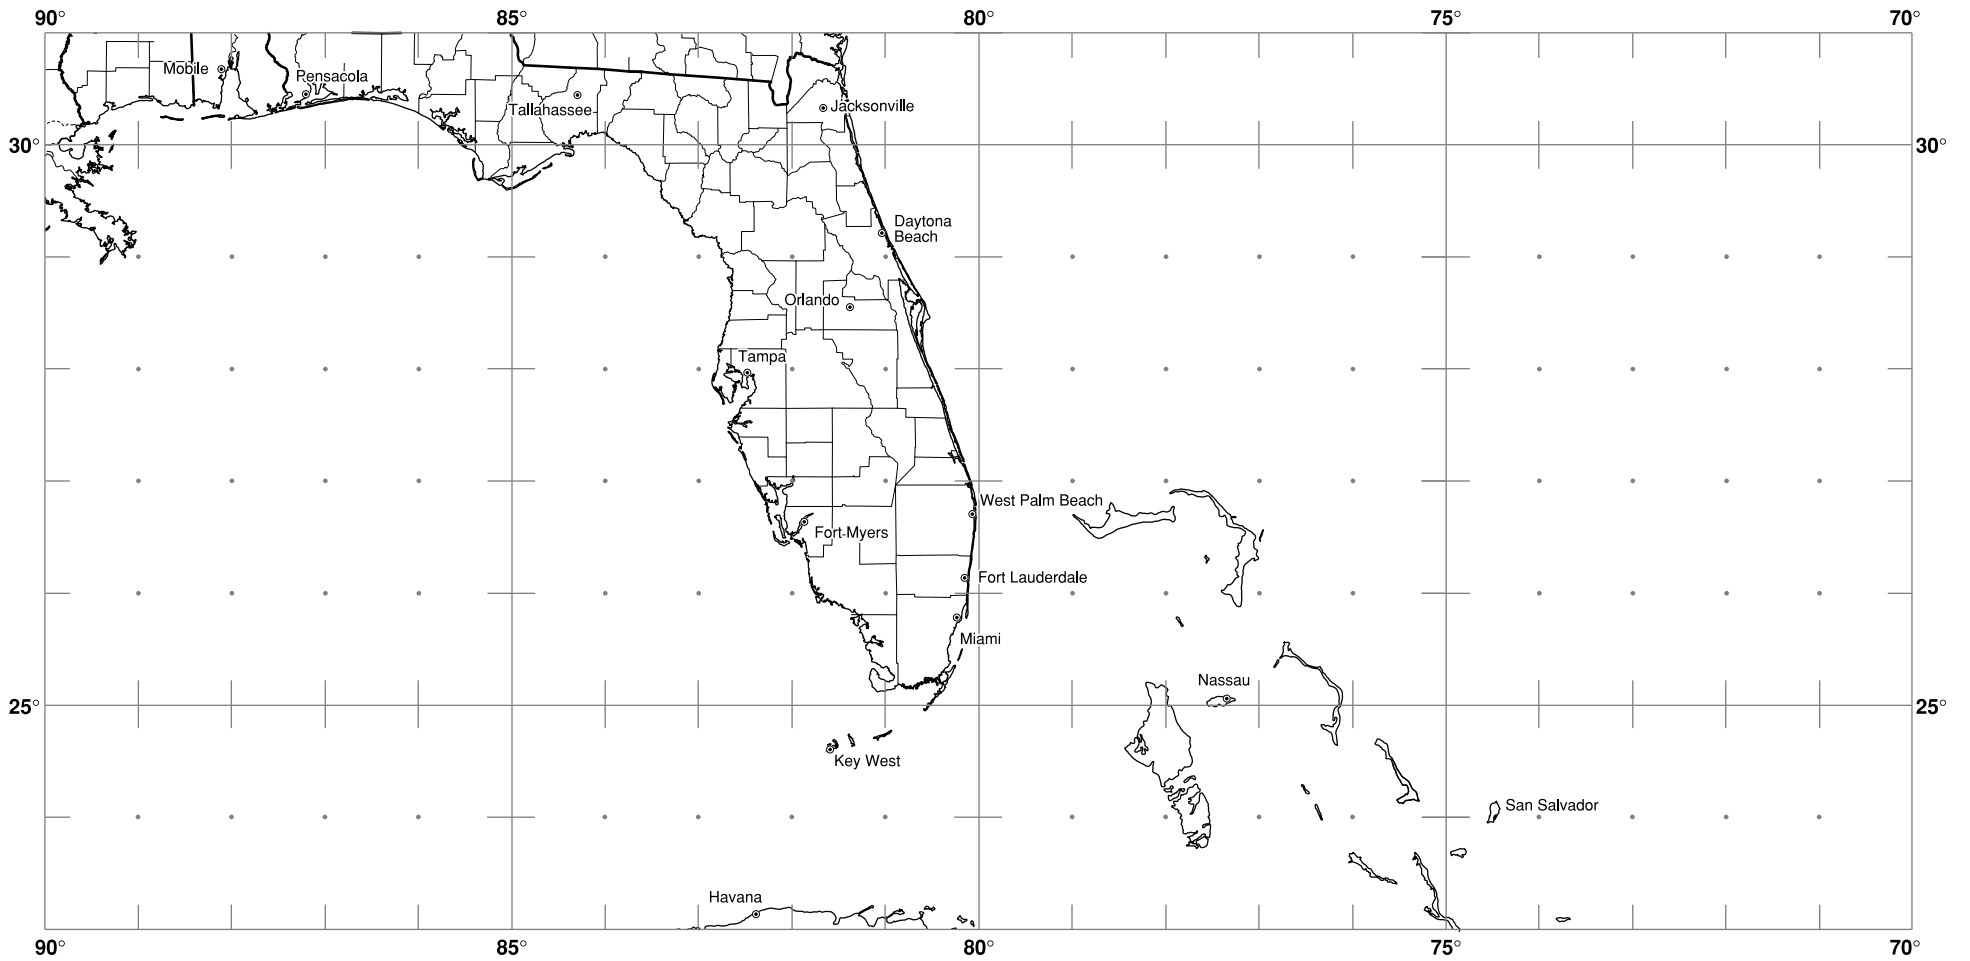 90° 85° 80° 75° 70°
Mobile
Pensacola
Tallahassee
Jacksonville
30° 30°
Daytona
Beach
Orlando
Tampa
West Palm Beach
Fort Myers
Fort Lauderdale
Miami
Nassau
25° 25°
Key West
San Salvador
Havana
90° 85° 80° 75° 70°